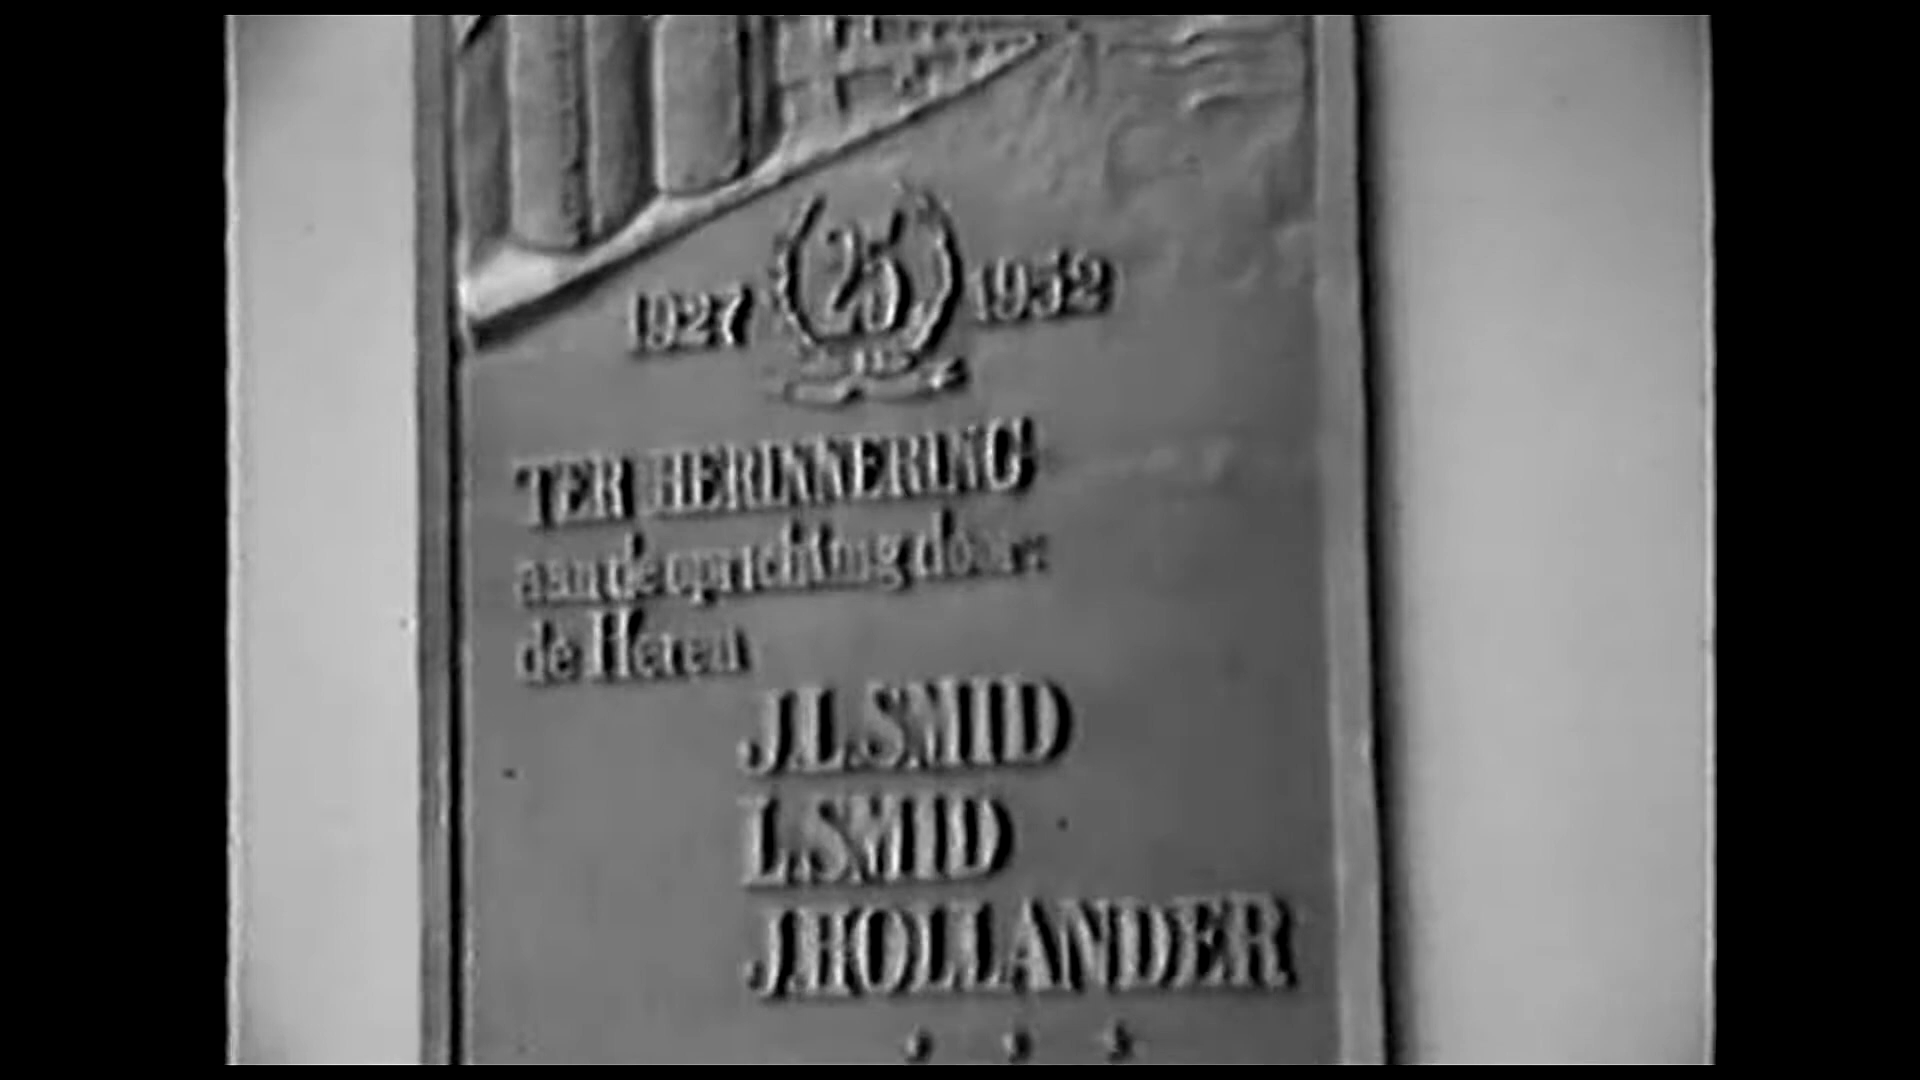 1927 25 1952
TER HERINNERING
aan de oprichting door:
de Heren
J.L.SMID
L.SMID
J.HOLLANDER